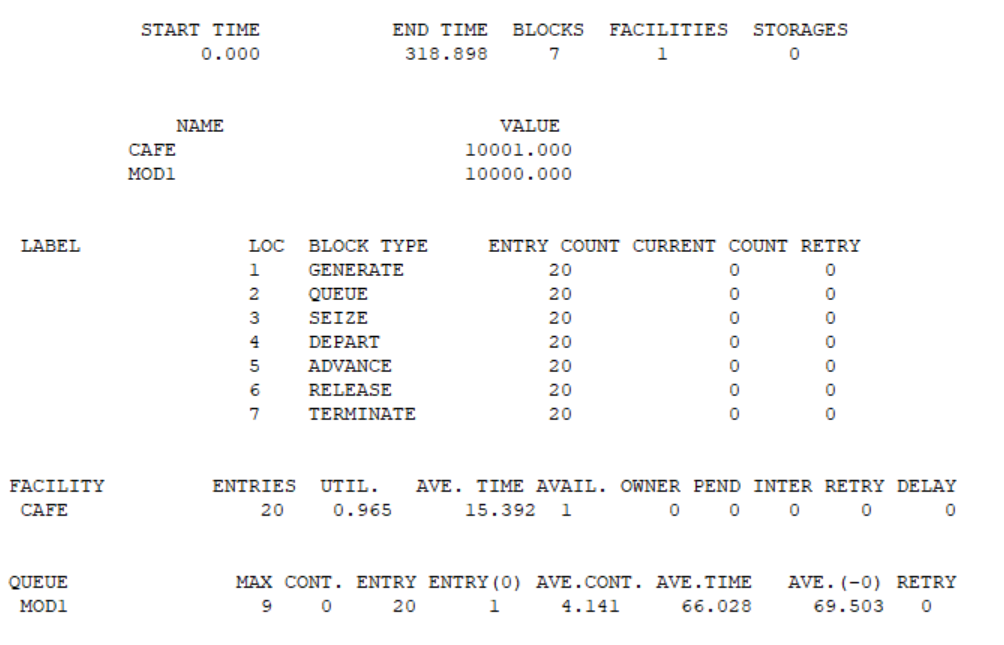 START TIME END TIME BLOCKS FACILITIES STORAGES
0.000 318.898 7 1 0
NAME VALUE
CAFE 10001.000
MOD1 10000.000
LABEL LOC BLOCK TYPE ENTRY COUNT CURRENT COUNT RETRY
1 GENERATE 20 0 0
2 QUEUE 20 0 0
3 SEIZE 20 0 0
4 DEPART 20 0 0
5 ADVANCE 20 0 0
6 RELEASE 20 0 0
7 TERMINATE 20 0 0
FACILITY ENTRIES UTIL. AVE. TIME AVAIL. OWNER PEND INTER RETRY DELAY
CAFE 20 0.965 15.392 1 0 0 0 0 0
QUEUE MAX CONT. ENTRY ENTRY(0) AVE.CONT. AVE.TIME AVE.(-0) RETRY
MOD1 9 0 20 1 4.141 66.028 69.503 0